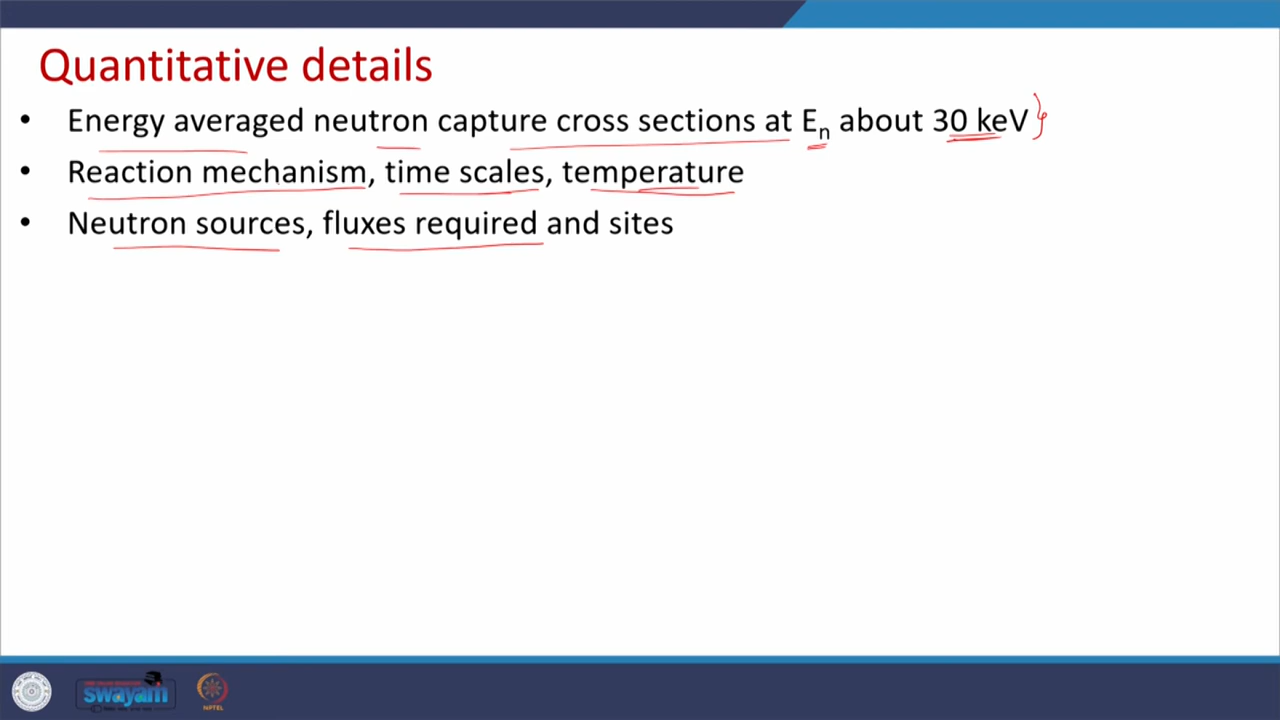 Quantitative details
• Energy averaged neutron capture cross sections at Eₙ about 30 keV
• Reaction mechanism, time scales, temperature
• Neutron sources, fluxes required and sites
swayam
NPTEL